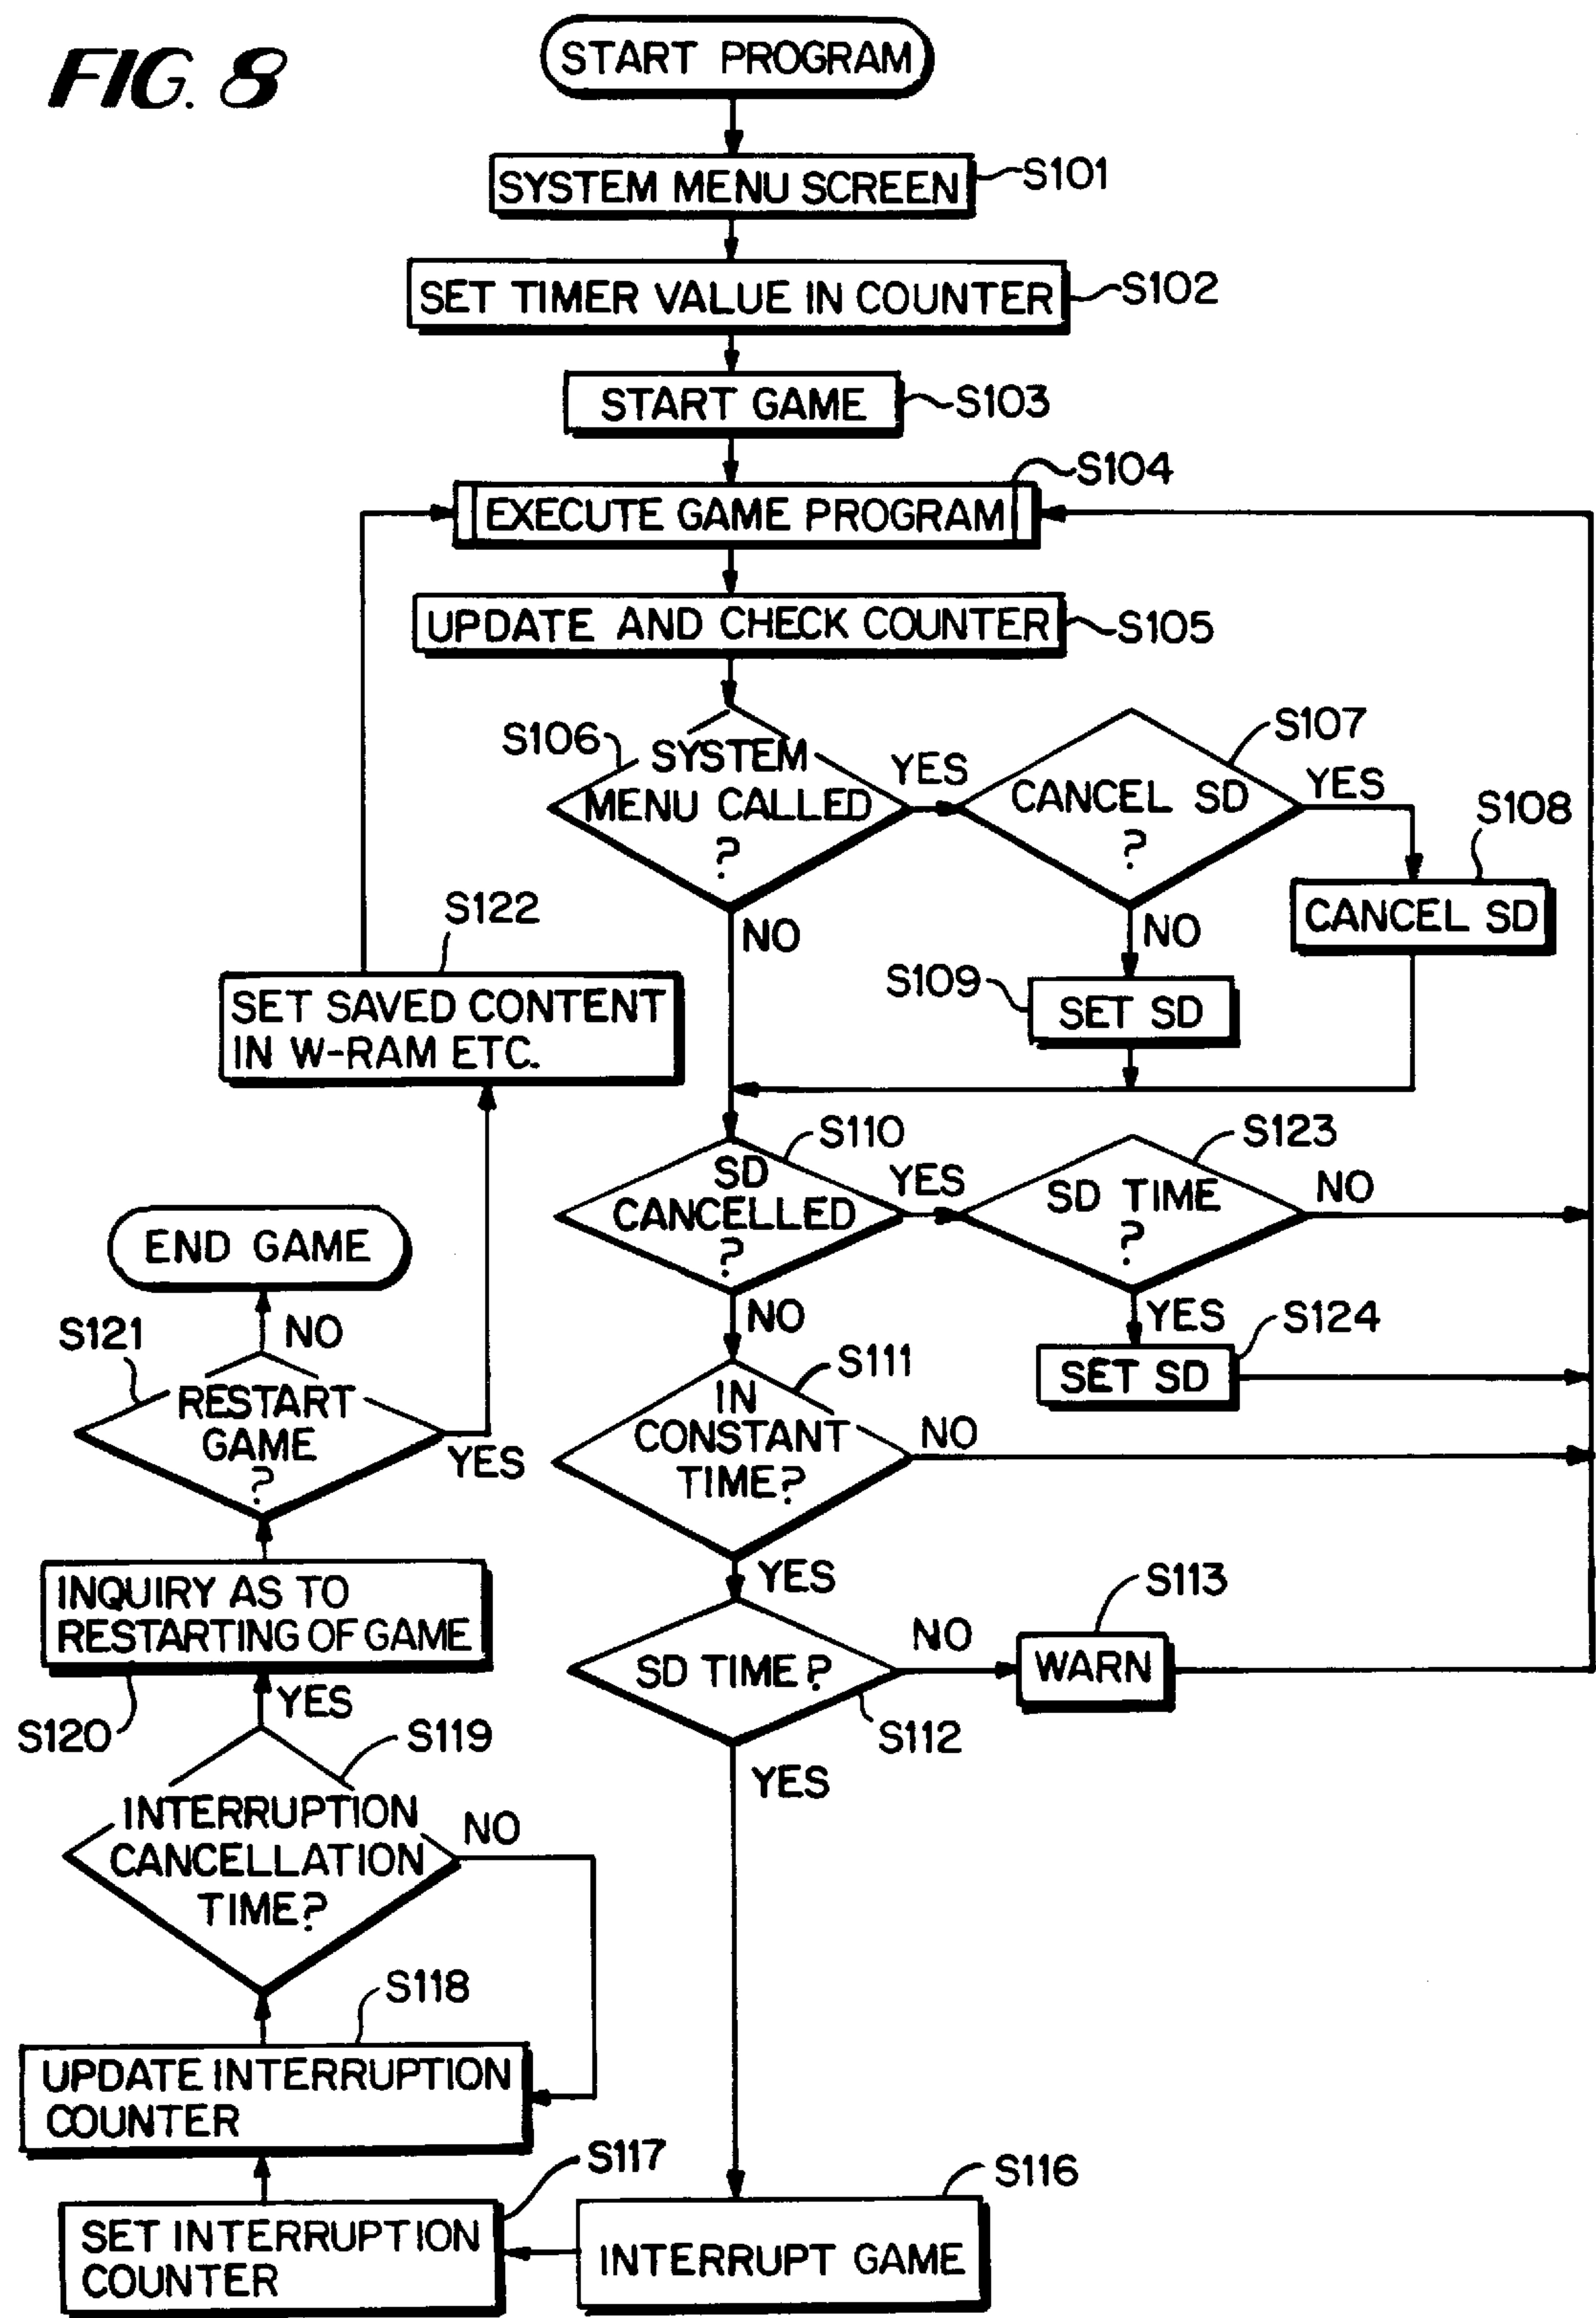 FIG. 8
START PROGRAM
SYSTEM MENU SCREEN
S101
SET TIMER VALUE IN COUNTER
S102
START GAME
S103
S104
EXECUTE GAME PROGRAM
UPDATE AND CHECK COUNTER
S105
S106
SYSTEM
MENU CALLED
?
YES
NO
S107
CANCEL SD
?
YES
NO
S108
CANCEL SD
S109
SET SD
S122
SET SAVED CONTENT
IN W-RAM ETC.
S110
SD
CANCELLED
?
YES
NO
S123
SD TIME
?
NO
YES
S124
SET SD
END GAME
NO
S121
RESTART
GAME
?
YES
S111
IN
CONSTANT
TIME?
NO
YES
INQUIRY AS TO
RESTARTING OF GAME
S120
YES
SD TIME?
NO
S112
YES
S113
WARN
S119
INTERRUPTION
CANCELLATION
TIME?
NO
S118
UPDATE INTERRUPTION
COUNTER
S117
SET INTERRUPTION
COUNTER
S116
INTERRUPT GAME